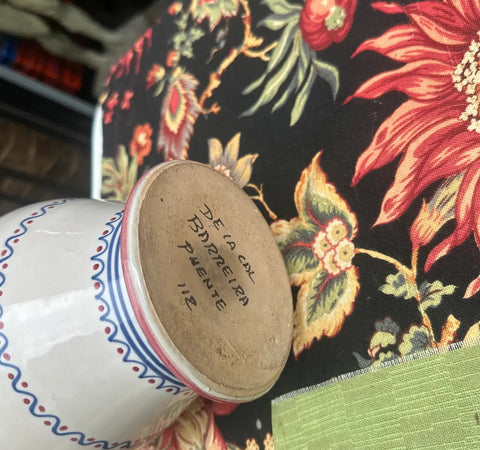 DE LA CAL
BARREIRA
PUENTE
112